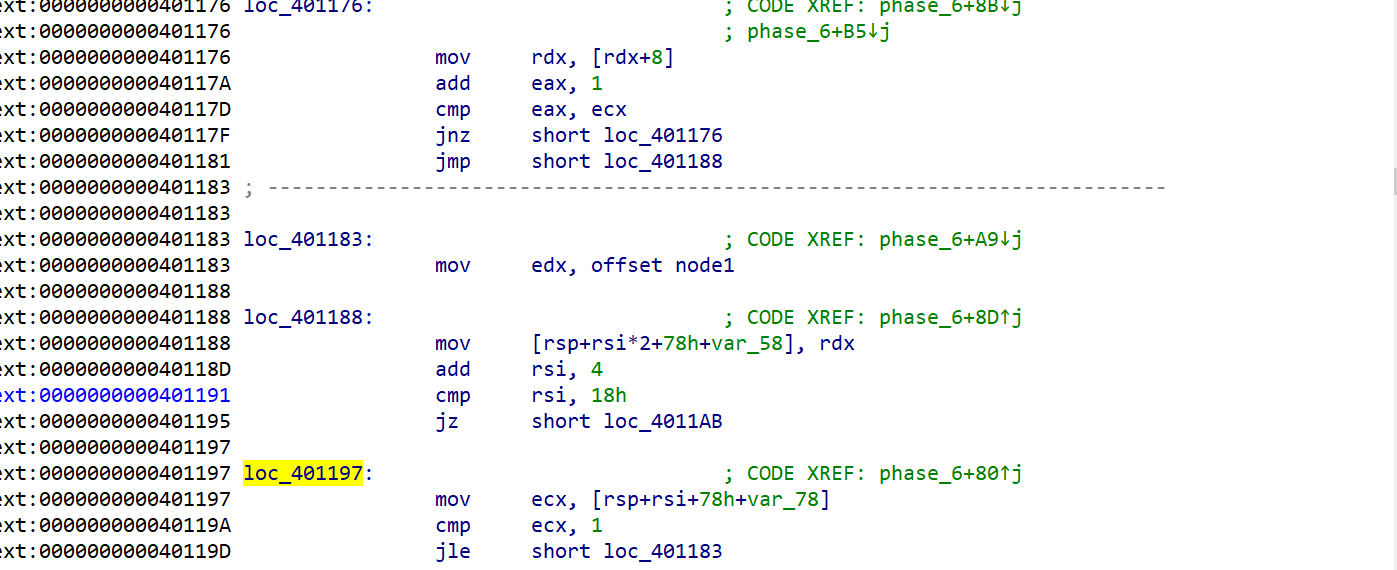 ext:0000000000401176 loc_401176: ; CODE XREF: phase_6+8B↓j
ext:0000000000401176 ; phase_6+B5↓j
ext:0000000000401176 mov rdx, [rdx+8]
ext:000000000040117A add eax, 1
ext:000000000040117D cmp eax, ecx
ext:000000000040117F jnz short loc_401176
ext:0000000000401181 jmp short loc_401188
ext:0000000000401183 ; ---------------------------------------------------------------------------
ext:0000000000401183
ext:0000000000401183 loc_401183: ; CODE XREF: phase_6+A9↓j
ext:0000000000401183 mov edx, offset node1
ext:0000000000401188
ext:0000000000401188 loc_401188: ; CODE XREF: phase_6+8D↑j
ext:0000000000401188 mov [rsp+rsi*2+78h+var_58], rdx
ext:000000000040118D add rsi, 4
ext:0000000000401191 cmp rsi, 18h
ext:0000000000401195 jz short loc_4011AB
ext:0000000000401197
ext:0000000000401197 loc_401197: ; CODE XREF: phase_6+80↑j
ext:0000000000401197 mov ecx, [rsp+rsi+78h+var_78]
ext:000000000040119A cmp ecx, 1
ext:000000000040119D jle short loc_401183